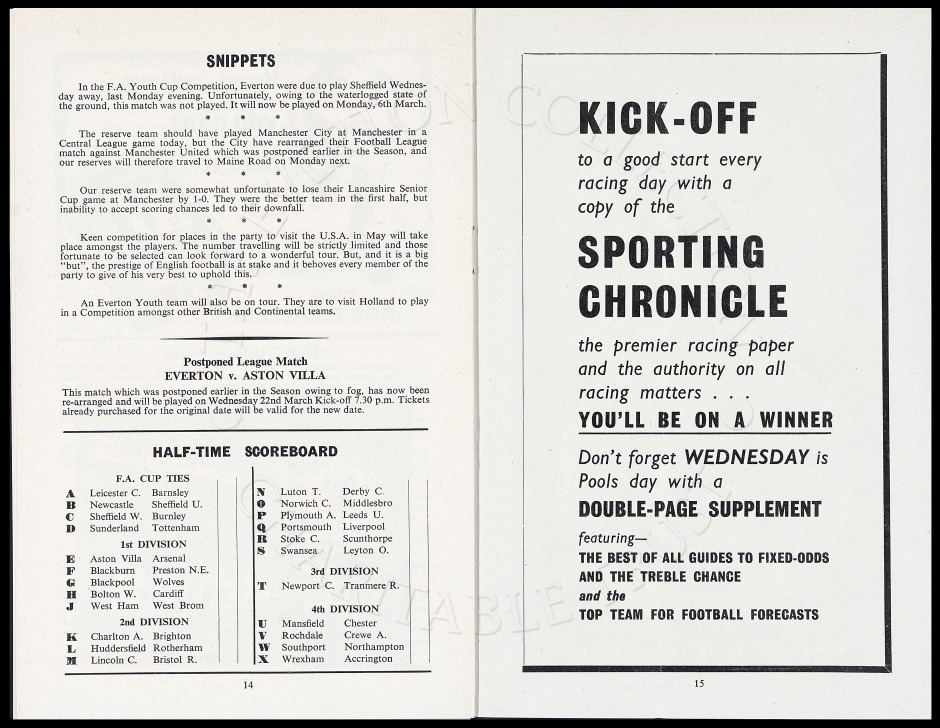 SNIPPETS
In the F.A. Youth Cup Competition, Everton were due to play Sheffield Wednes-
day away, last Monday evening. Unfortunately, owing to the waterlogged state of
the ground, this match was not played. It will now be played on Monday, 6th March.
* * *
The reserve team should have played Manchester City at Manchester in a
Central League game today, but the City have rearranged their Football League
match against Manchester United which was postponed earlier in the Season, and
our reserves will therefore travel to Maine Road on Monday next.
* * *
Our reserve team were somewhat unfortunate to lose their Lancashire Senior
Cup game at Manchester by 1-0. They were the better team in the first half, but
inability to accept scoring chances led to their downfall.
* * *
Keen competition for places in the party to visit the U.S.A. in May will take
place amongst the players. The number travelling will be strictly limited and those
fortunate to be selected can look forward to a wonderful tour. But, and it is a big
"but", the prestige of English football is at stake and it behoves every member of the
party to give of his very best to uphold this.
* * *
An Everton Youth team will also be on tour. They are to visit Holland to play
in a Competition amongst other British and Continental teams.
Postponed League Match
EVERTON v. ASTON VILLA
This match which was postponed earlier in the Season owing to fog, has now been
re-arranged and will be played on Wednesday 22nd March Kick-off 7.30 p.m. Tickets
already purchased for the original date will be valid for the new date.
HALF-TIME SCOREBOARD
F.A. CUP TIES
A Leicester C. Barnsley
B Newcastle Sheffield U.
C Sheffield W. Burnley
D Sunderland Tottenham
1st DIVISION
E Aston Villa Arsenal
F Blackburn Preston N.E.
G Blackpool Wolves
H Bolton W. Cardiff
J West Ham West Brom
2nd DIVISION
K Charlton A. Brighton
L Huddersfield Rotherham
M Lincoln C. Bristol R.
N Luton T. Derby C.
O Norwich C. Middlesbro
P Plymouth A. Leeds U.
Q Portsmouth Liverpool
R Stoke C. Scunthorpe
S Swansea Leyton O.
3rd DIVISION
T Newport C. Tranmere R.
4th DIVISION
U Mansfield Chester
V Rochdale Crewe A.
W Southport Northampton
X Wrexham Accrington
14
KICK-OFF
to a good start every
racing day with a
copy of the
SPORTING
CHRONICLE
the premier racing paper
and the authority on all
racing matters . . .
YOU'LL BE ON A WINNER
Don't forget WEDNESDAY is
Pools day with a
DOUBLE-PAGE SUPPLEMENT
featuring—
THE BEST OF ALL GUIDES TO FIXED-ODDS
AND THE TREBLE CHANCE
and the
TOP TEAM FOR FOOTBALL FORECASTS
15